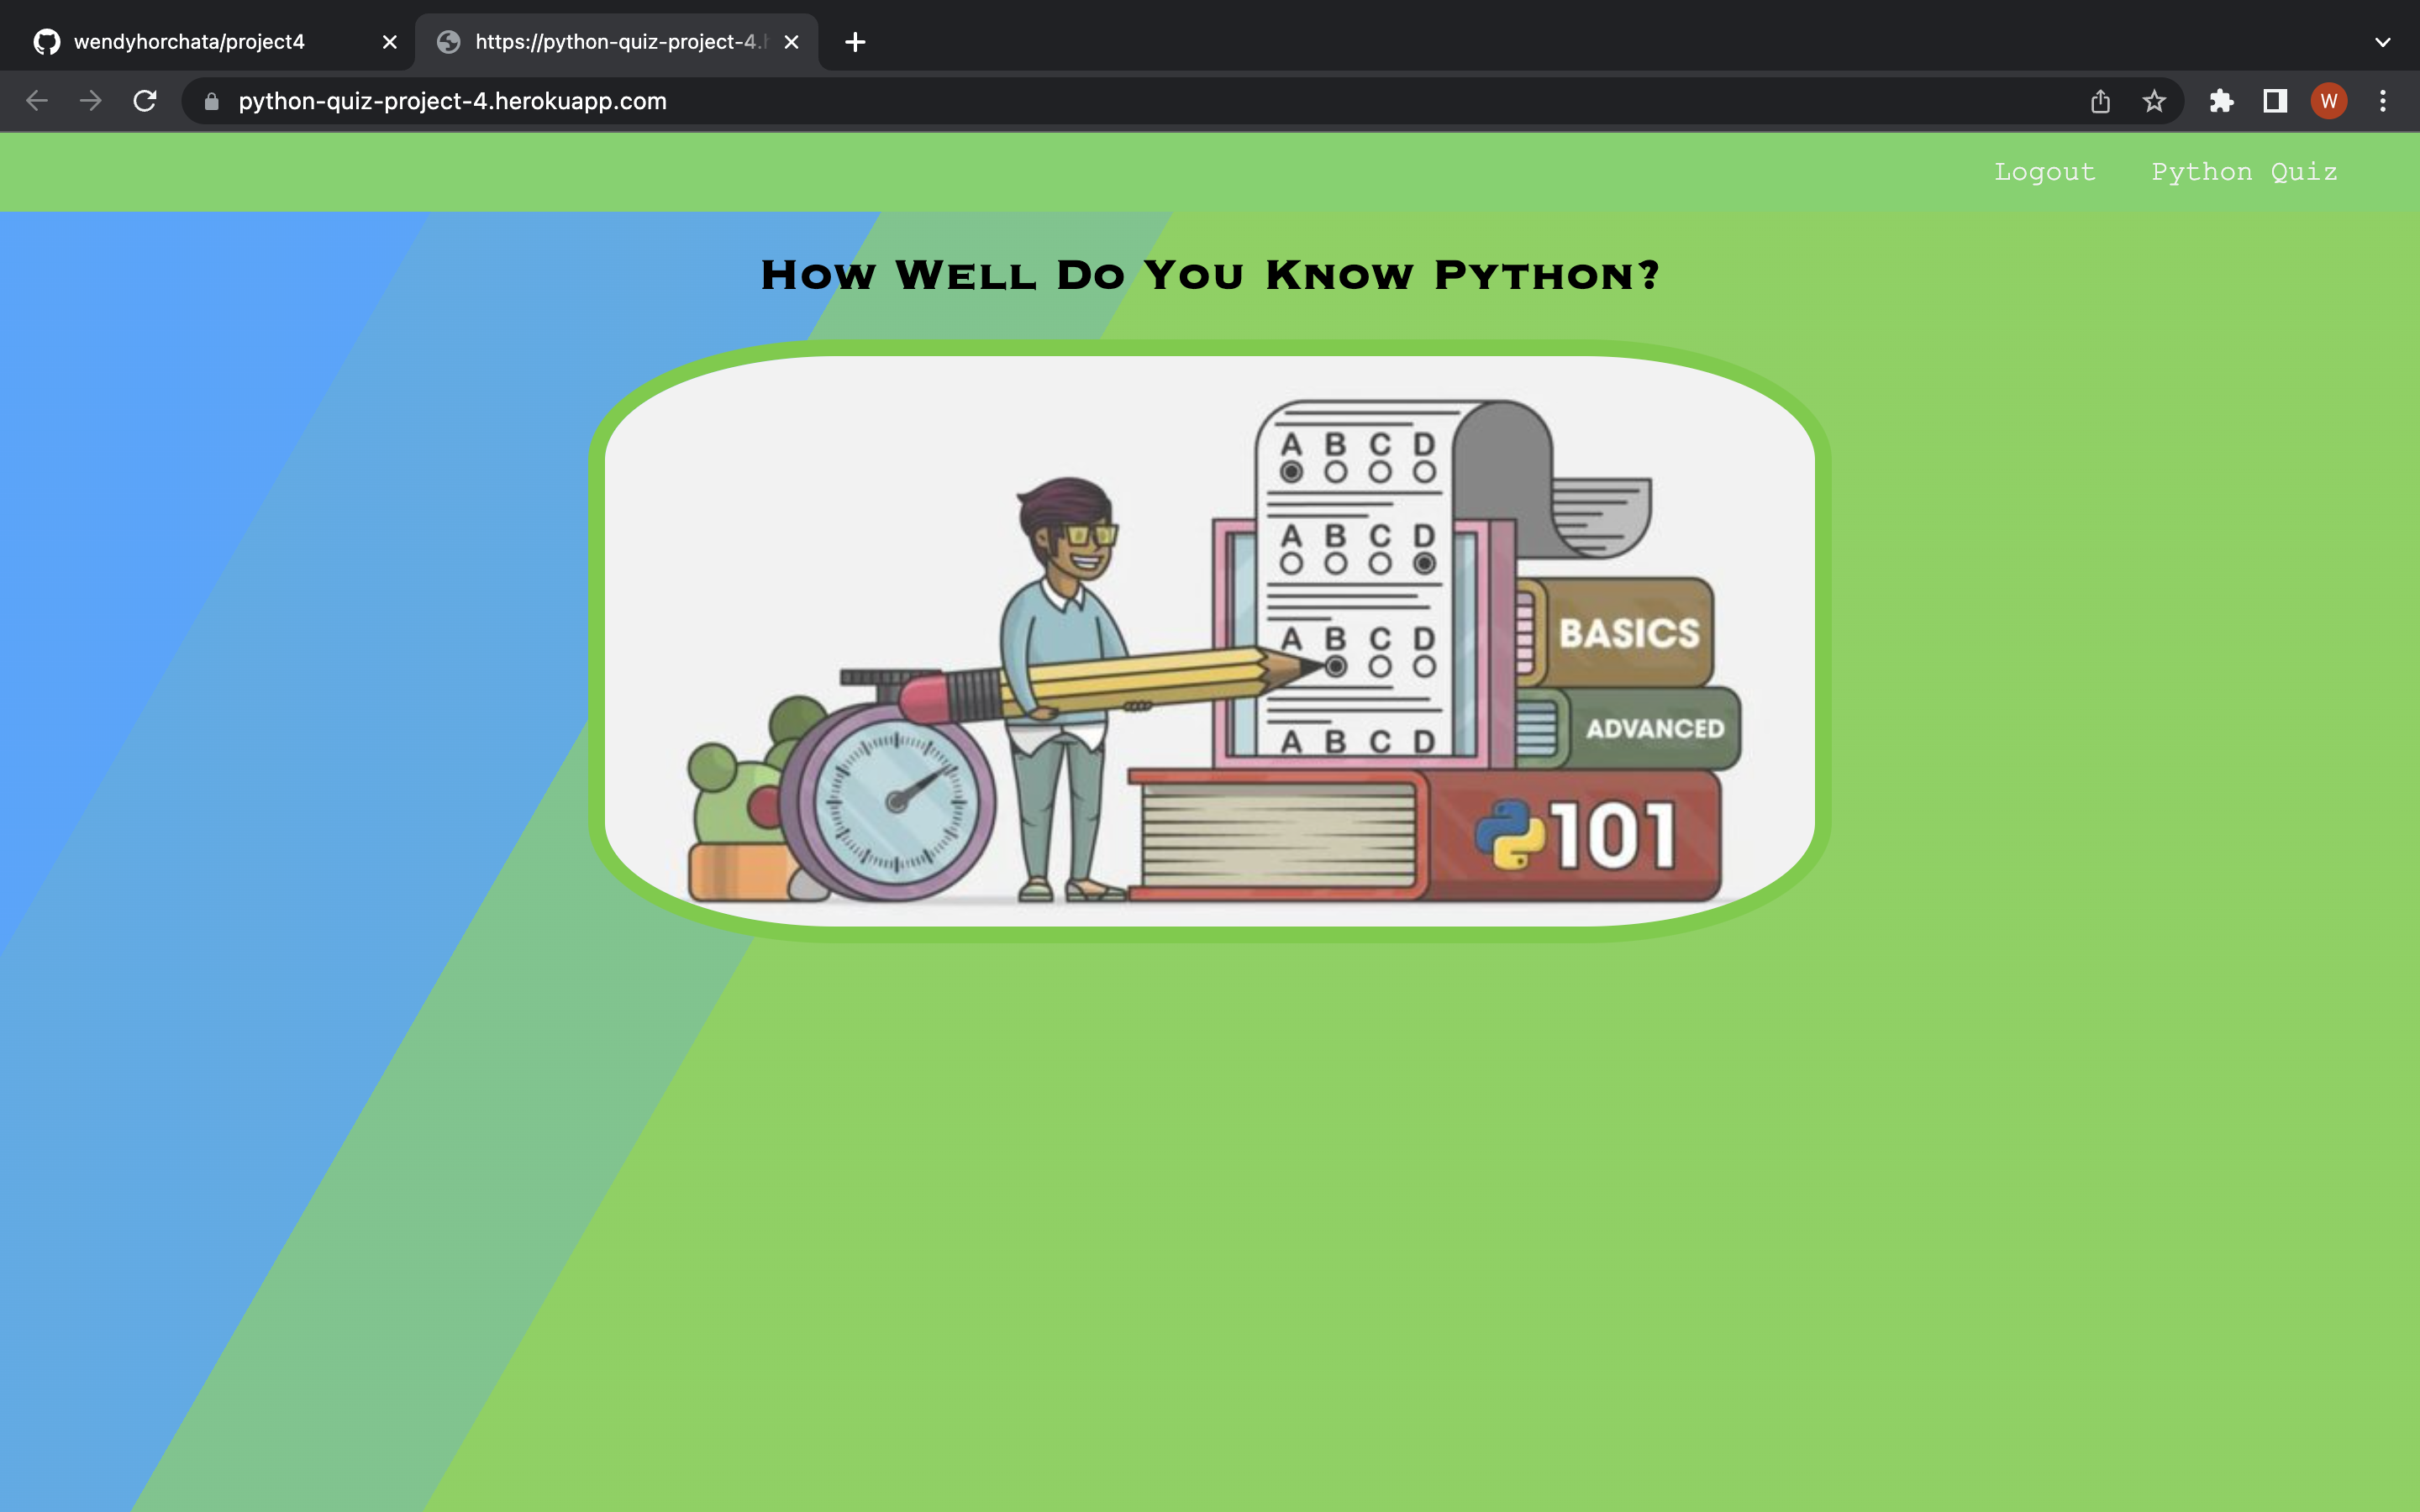 wendyhorchata/project4
https://python-quiz-project-4.
python-quiz-project-4.herokuapp.com
W
Logout Python Quiz
How Well Do You Know Python?
A B C D
A B C D
A B C D
A B C D
BASICS
ADVANCED
101